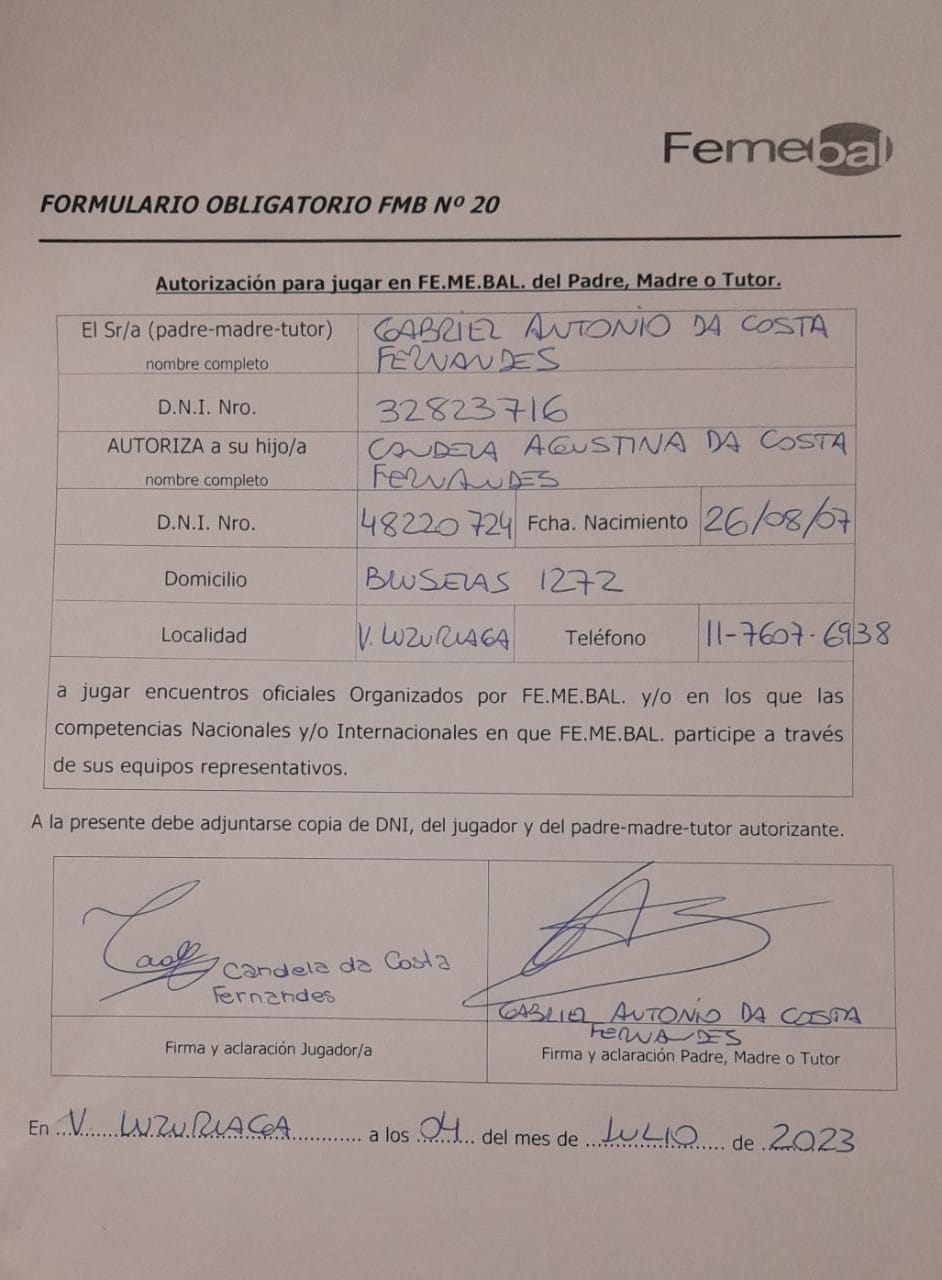 Femebal
FORMULARIO OBLIGATORIO FMB Nº 20
Autorización para jugar en FE.ME.BAL. del Padre, Madre o Tutor.
El Sr/a (padre-madre-tutor) GABRIEL ANTONIO DA COSTA
nombre completo FERNANDES
D.N.I. Nro. 32823716
AUTORIZA a su hijo/a CANDELA AGUSTINA DA COSTA
nombre completo FERNANDES
D.N.I. Nro. 48220724 Fcha. Nacimiento 26/08/07
Domicilio BRUSELAS 1272
Localidad V. LUZURIAGA Teléfono 11-7607-6938
a jugar encuentros oficiales Organizados por FE.ME.BAL. y/o en los que las
competencias Nacionales y/o Internacionales en que FE.ME.BAL. participe a través
de sus equipos representativos.
A la presente debe adjuntarse copia de DNI, del jugador y del padre-madre-tutor autorizante.
Candela da Costa
Fernandes
Firma y aclaración Jugador/a
GABRIEL ANTONIO DA COSTA
FERNANDES
Firma y aclaración Padre, Madre o Tutor
En V. LUZURIAGA a los 04 del mes de JULIO de 2023